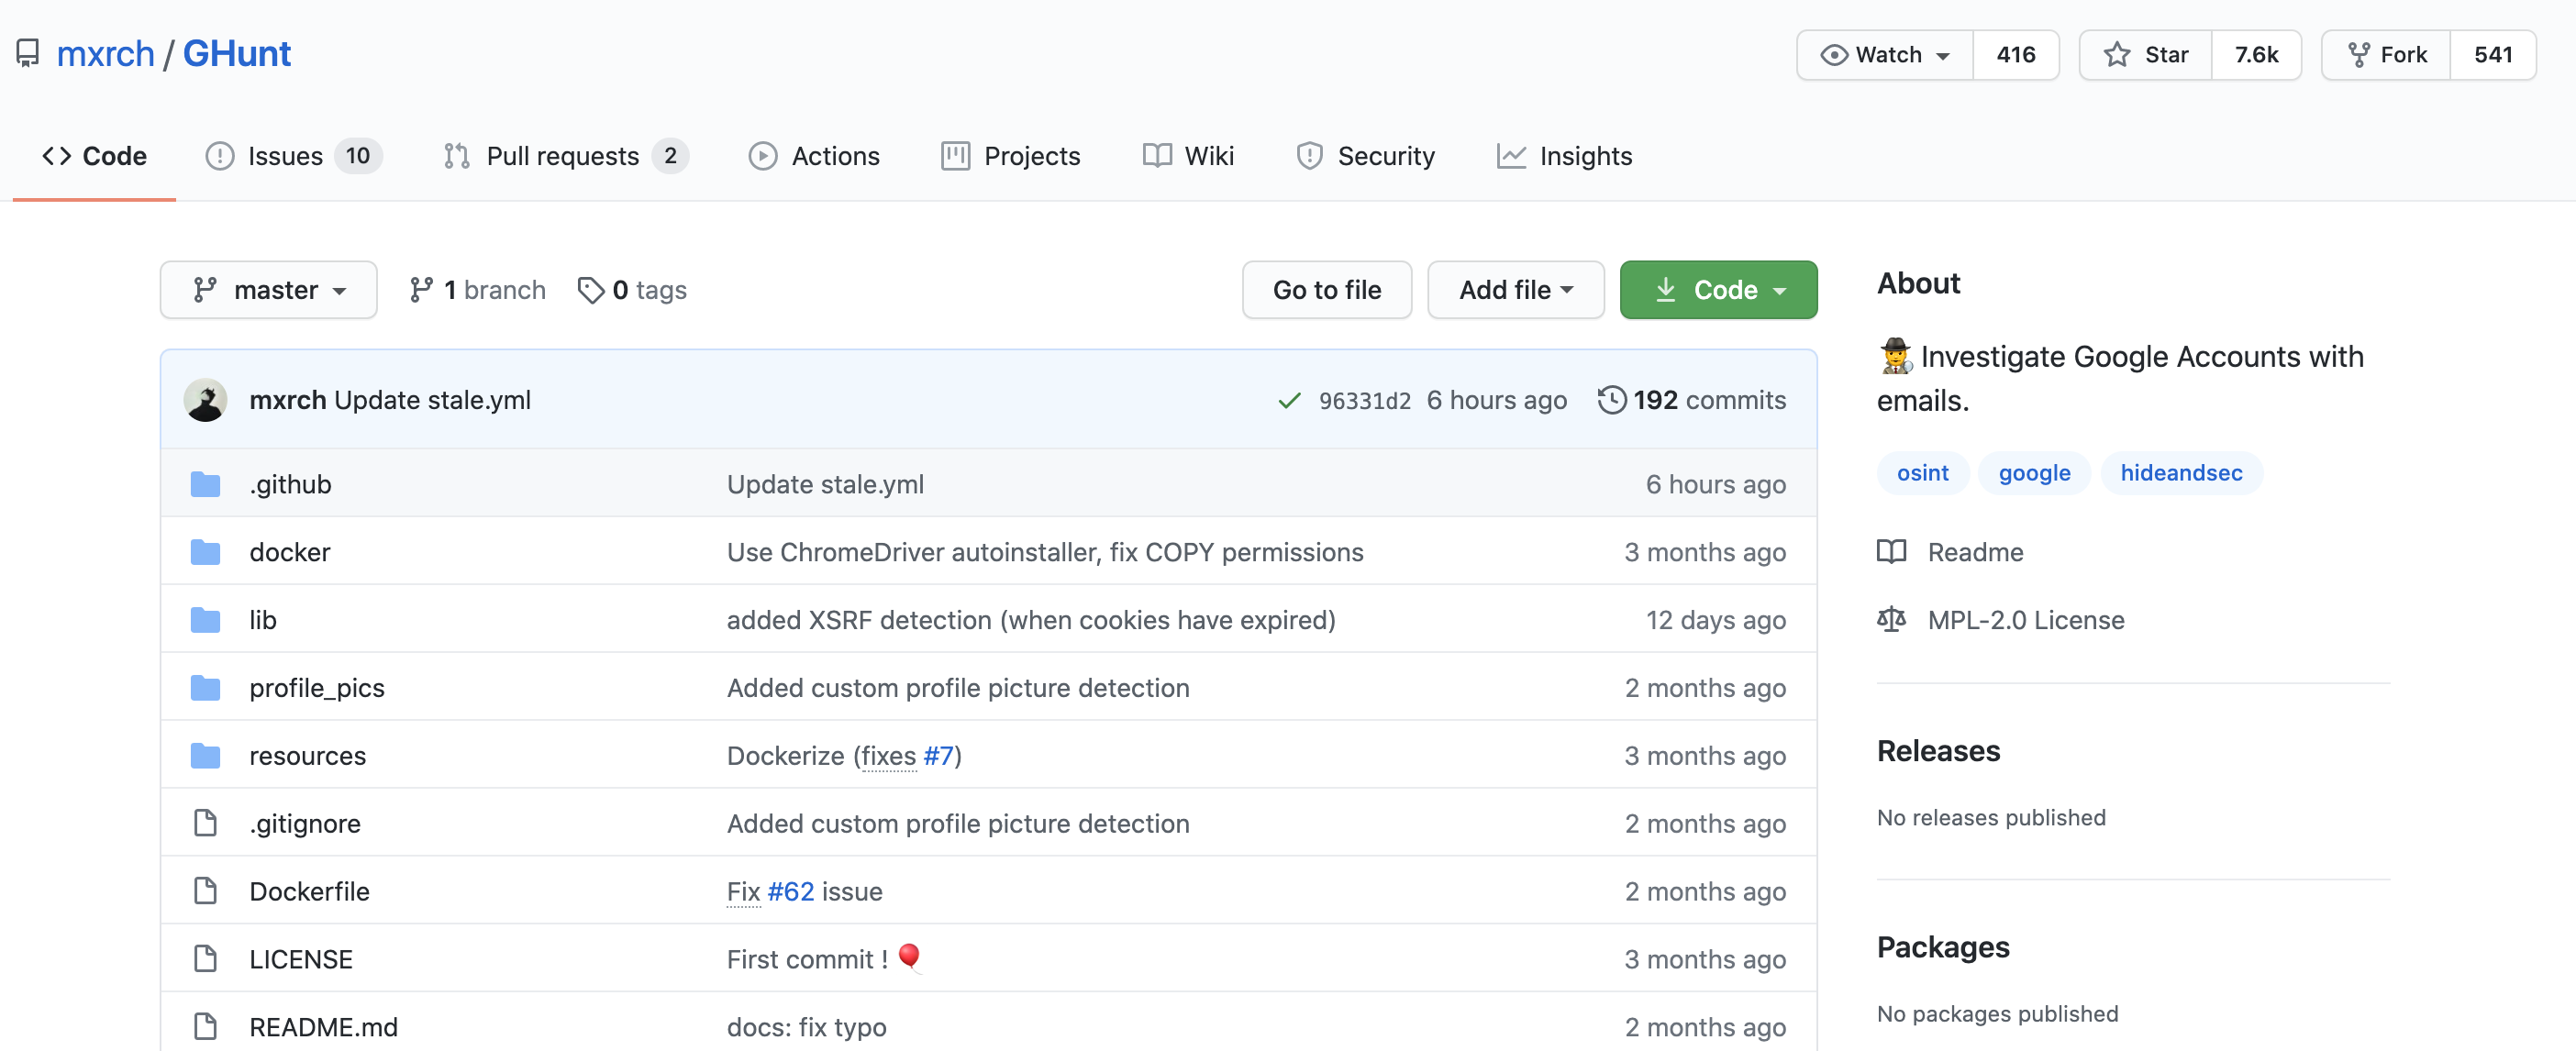 mxrch / GHunt
Watch 416 Star 7.6k Fork 541
Code Issues 10 Pull requests 2 Actions Projects Wiki Security Insights
master 1 branch 0 tags Go to file Add file Code
mxrch Update stale.yml 96331d2 6 hours ago 192 commits
.github Update stale.yml 6 hours ago
docker Use ChromeDriver autoinstaller, fix COPY permissions 3 months ago
lib added XSRF detection (when cookies have expired) 12 days ago
profile_pics Added custom profile picture detection 2 months ago
resources Dockerize (fixes #7) 3 months ago
.gitignore Added custom profile picture detection 2 months ago
Dockerfile Fix #62 issue 2 months ago
LICENSE First commit ! 🎈 3 months ago
README.md docs: fix typo 2 months ago
About
🕵️ Investigate Google Accounts with
emails.
osint google hideandsec
Readme
MPL-2.0 License
Releases
No releases published
Packages
No packages published